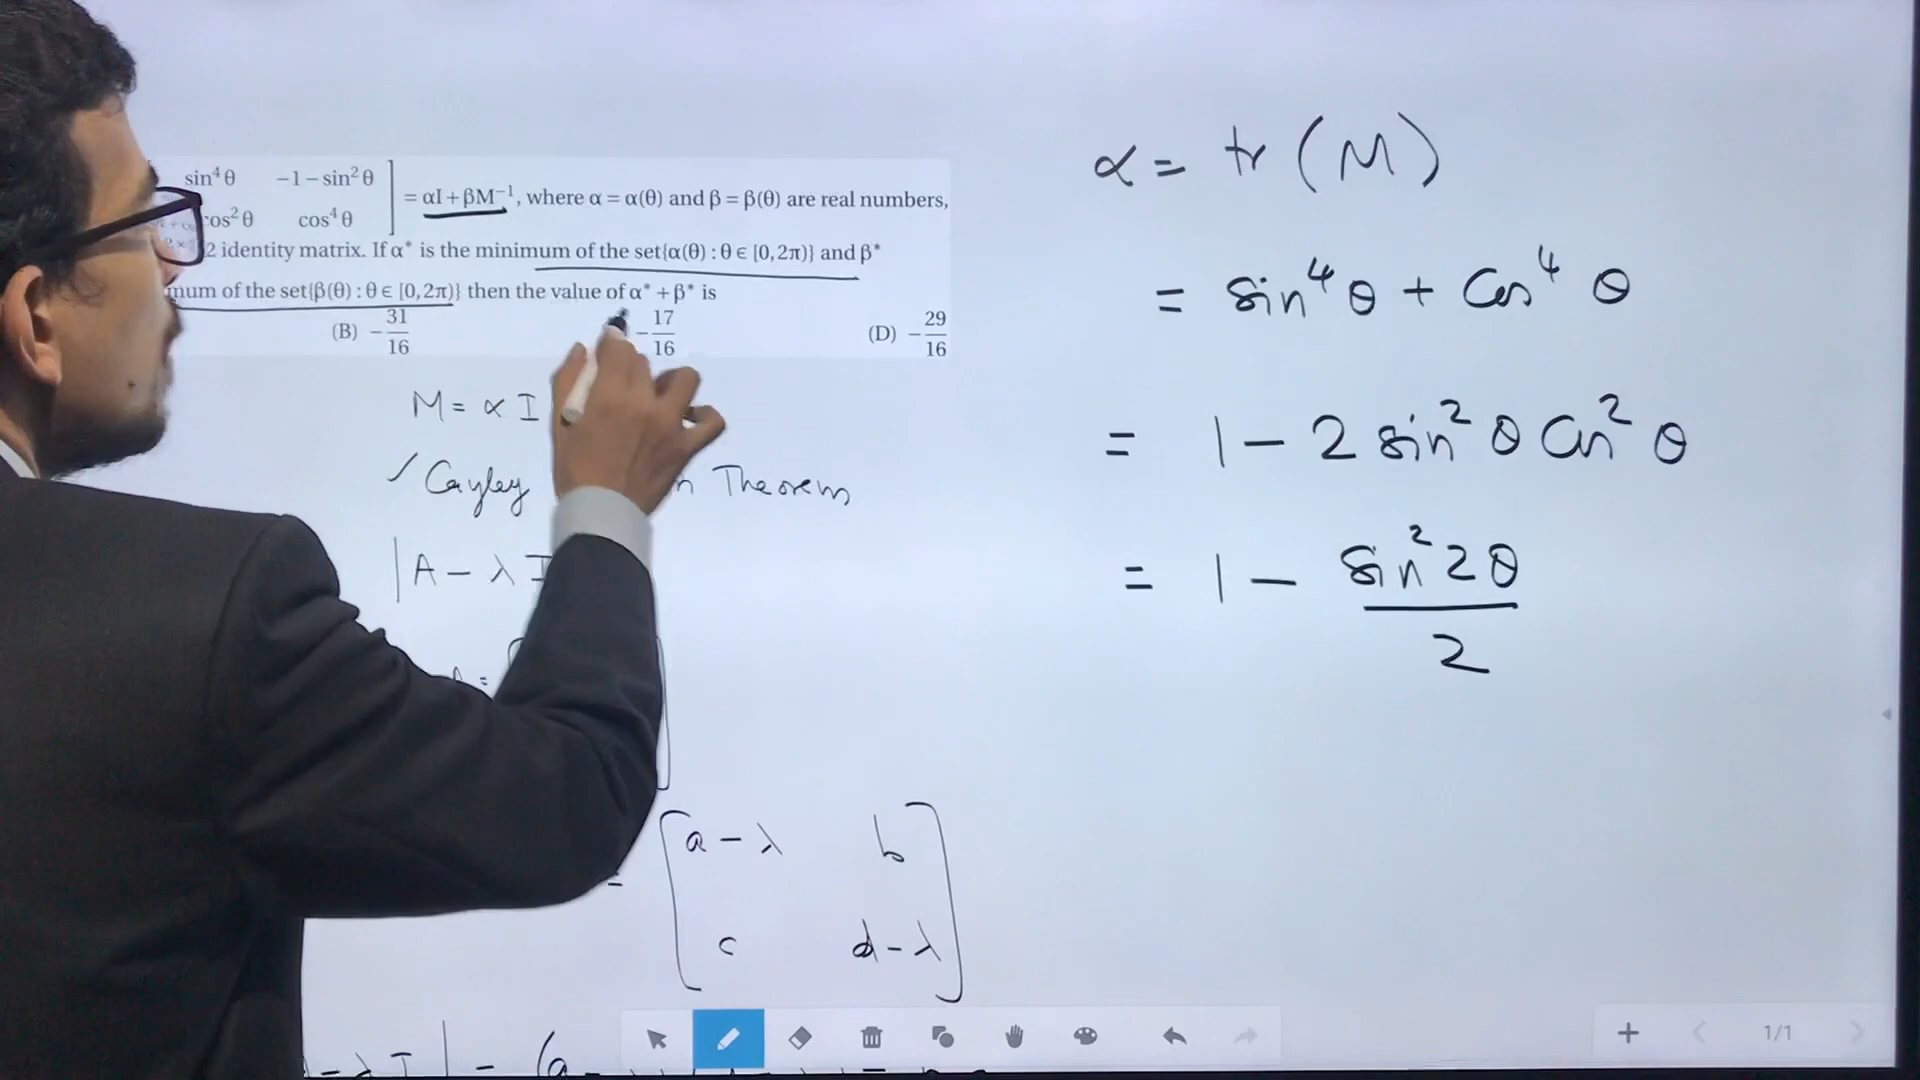 sin⁴θ −1−sin²θ
cos²θ cos⁴θ
= αI+βM⁻¹, where α = α(θ) and β = β(θ) are real numbers,
2 identity matrix. If α* is the minimum of the set{α(θ) : θ ∈ [0,2π)} and β*
mum of the set{β(θ) : θ ∈ [0,2π)} then the value of α* + β* is
(B) −31/16 −17/16 (D) −29/16
M = α I
✓ Cayley n Theorem
|A − λ I
=
a − λ b
= c d − λ
− λ I | − (a −
α = tr (M)
= sin⁴ θ + Cos⁴ θ
= 1 − 2 sin² θ Cos² θ
= 1 − sin² 2θ / 2
1/1